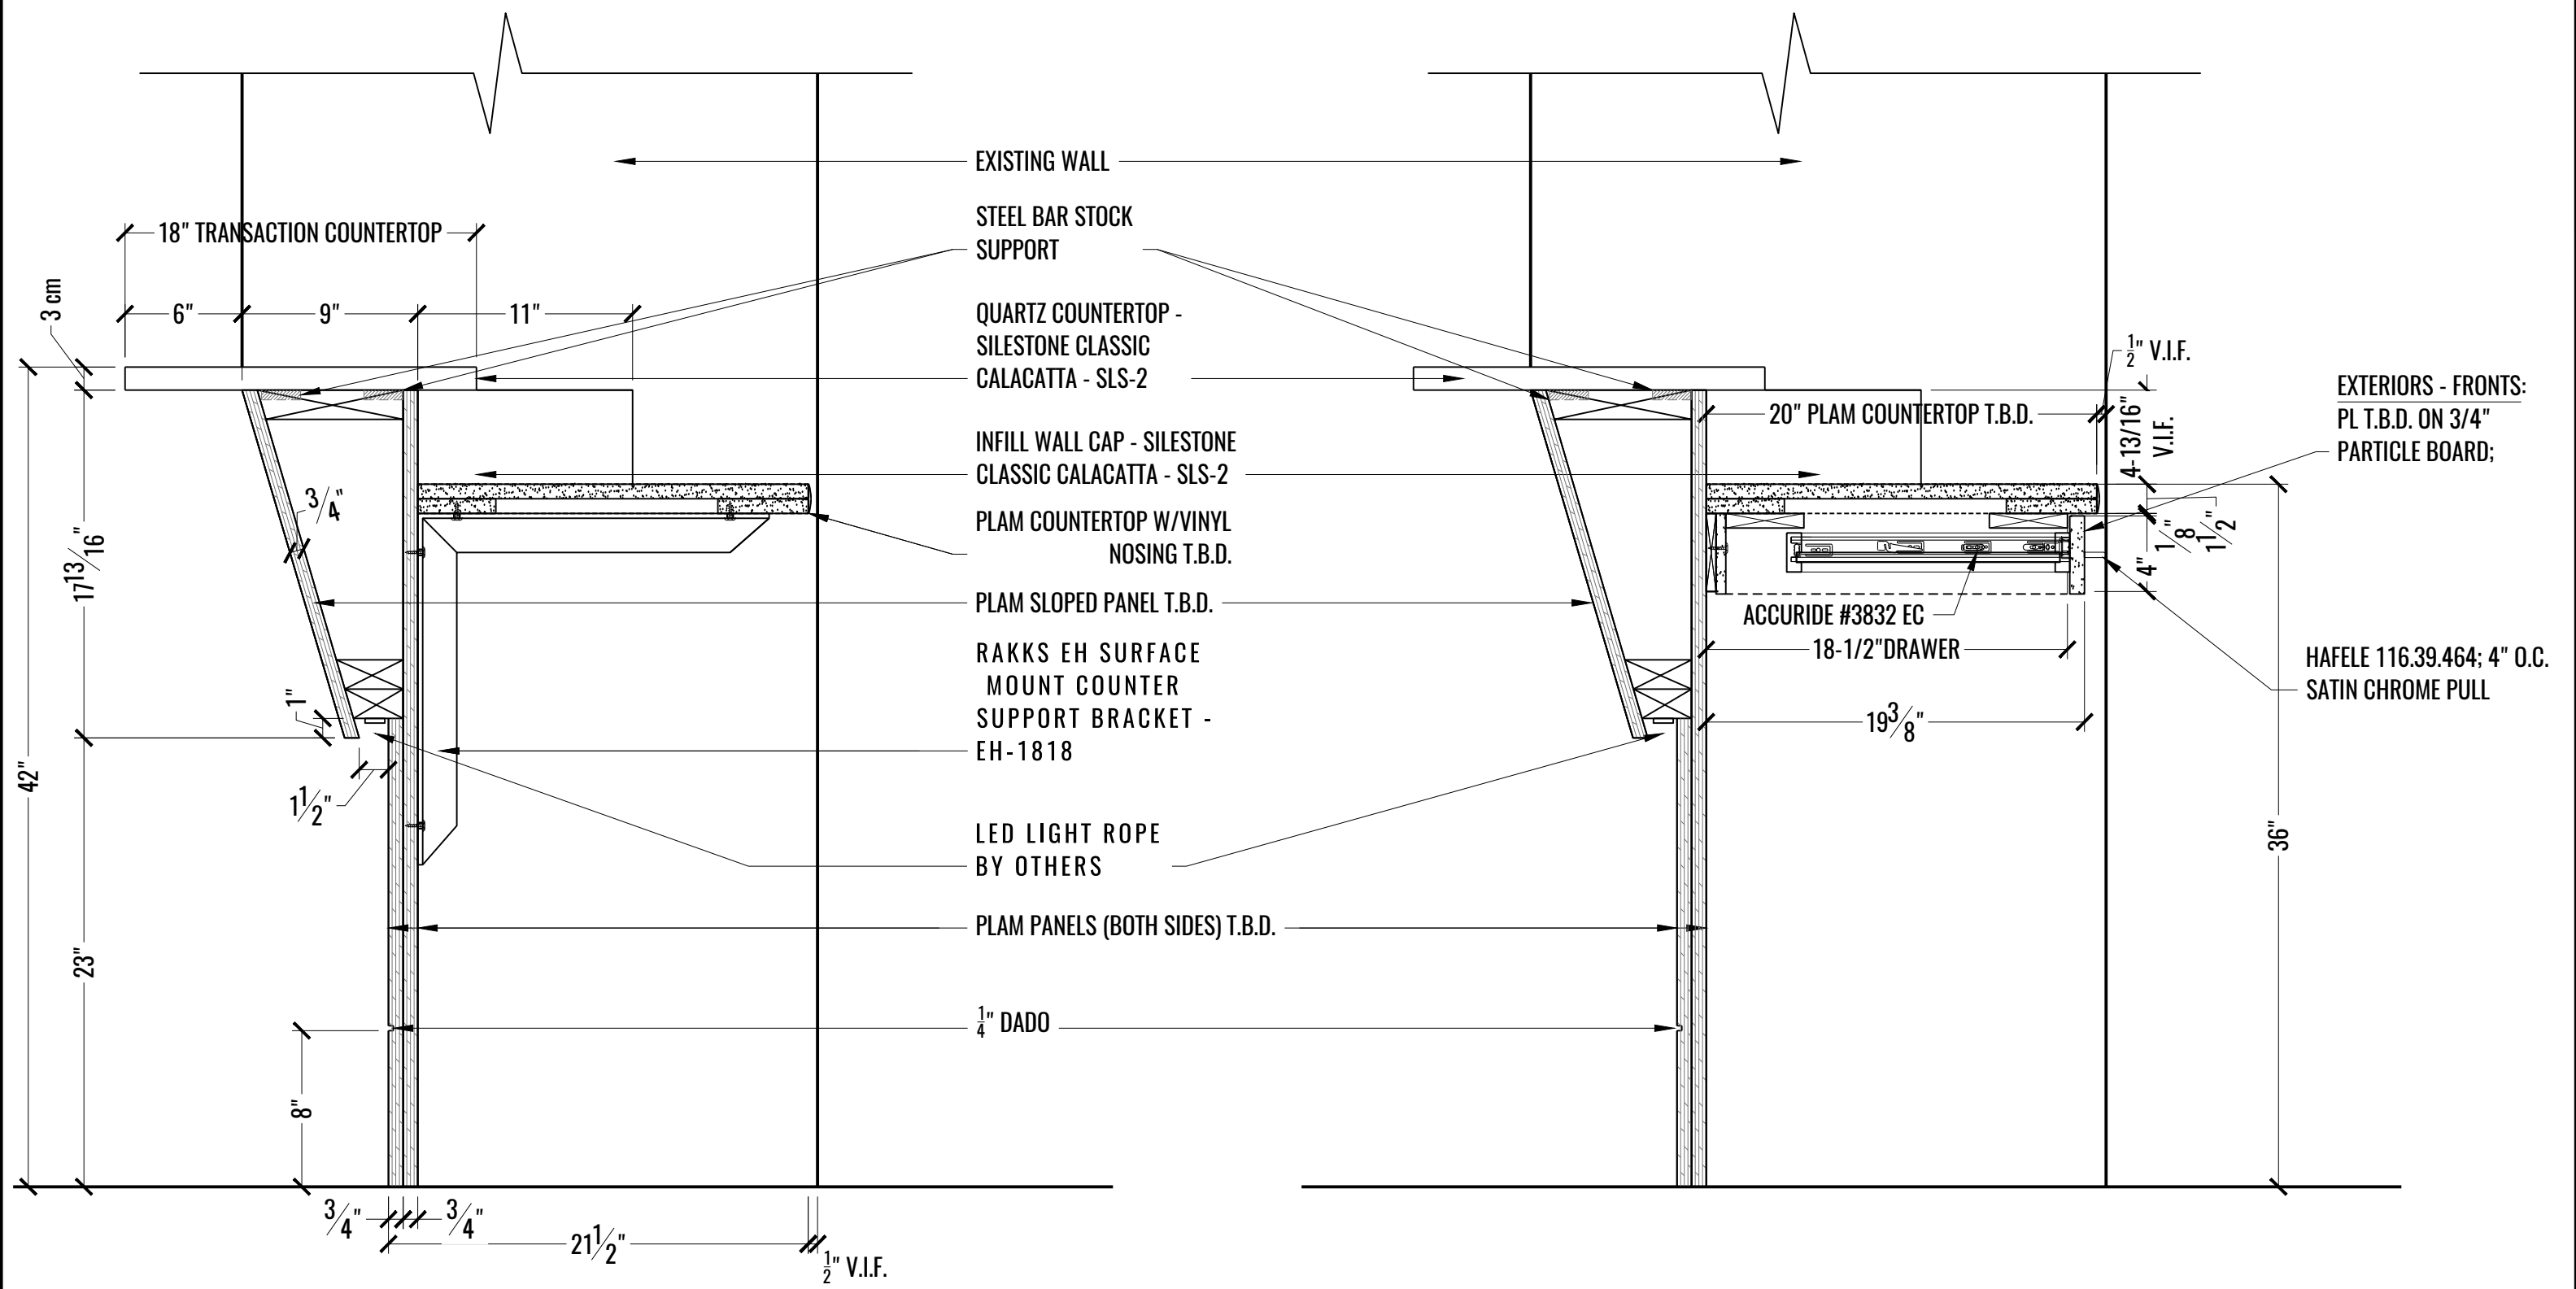 EXISTING WALL
STEEL BAR STOCK
SUPPORT
18" TRANSACTION COUNTERTOP
3 cm
6"
9"
11"
QUARTZ COUNTERTOP -
SILESTONE CLASSIC
CALACATTA - SLS-2
INFILL WALL CAP - SILESTONE
CLASSIC CALACATTA - SLS-2
PLAM COUNTERTOP W/VINYL
NOSING T.B.D.
PLAM SLOPED PANEL T.B.D.
RAKKS EH SURFACE
MOUNT COUNTER
SUPPORT BRACKET -
EH-1818
LED LIGHT ROPE
BY OTHERS
PLAM PANELS (BOTH SIDES) T.B.D.
1/4" DADO
3/4"
17 13/16"
1"
42"
1 1/2"
23"
8"
3/4"
3/4"
21 1/2"
1/2" V.I.F.
1/2" V.I.F.
20" PLAM COUNTERTOP T.B.D.
4-13/16"
V.I.F.
EXTERIORS - FRONTS:
PL T.B.D. ON 3/4"
PARTICLE BOARD;
1/8"
1 1/2"
4"
ACCURIDE #3832 EC
18-1/2"DRAWER
19 3/8"
HAFELE 116.39.464; 4" O.C.
SATIN CHROME PULL
36"